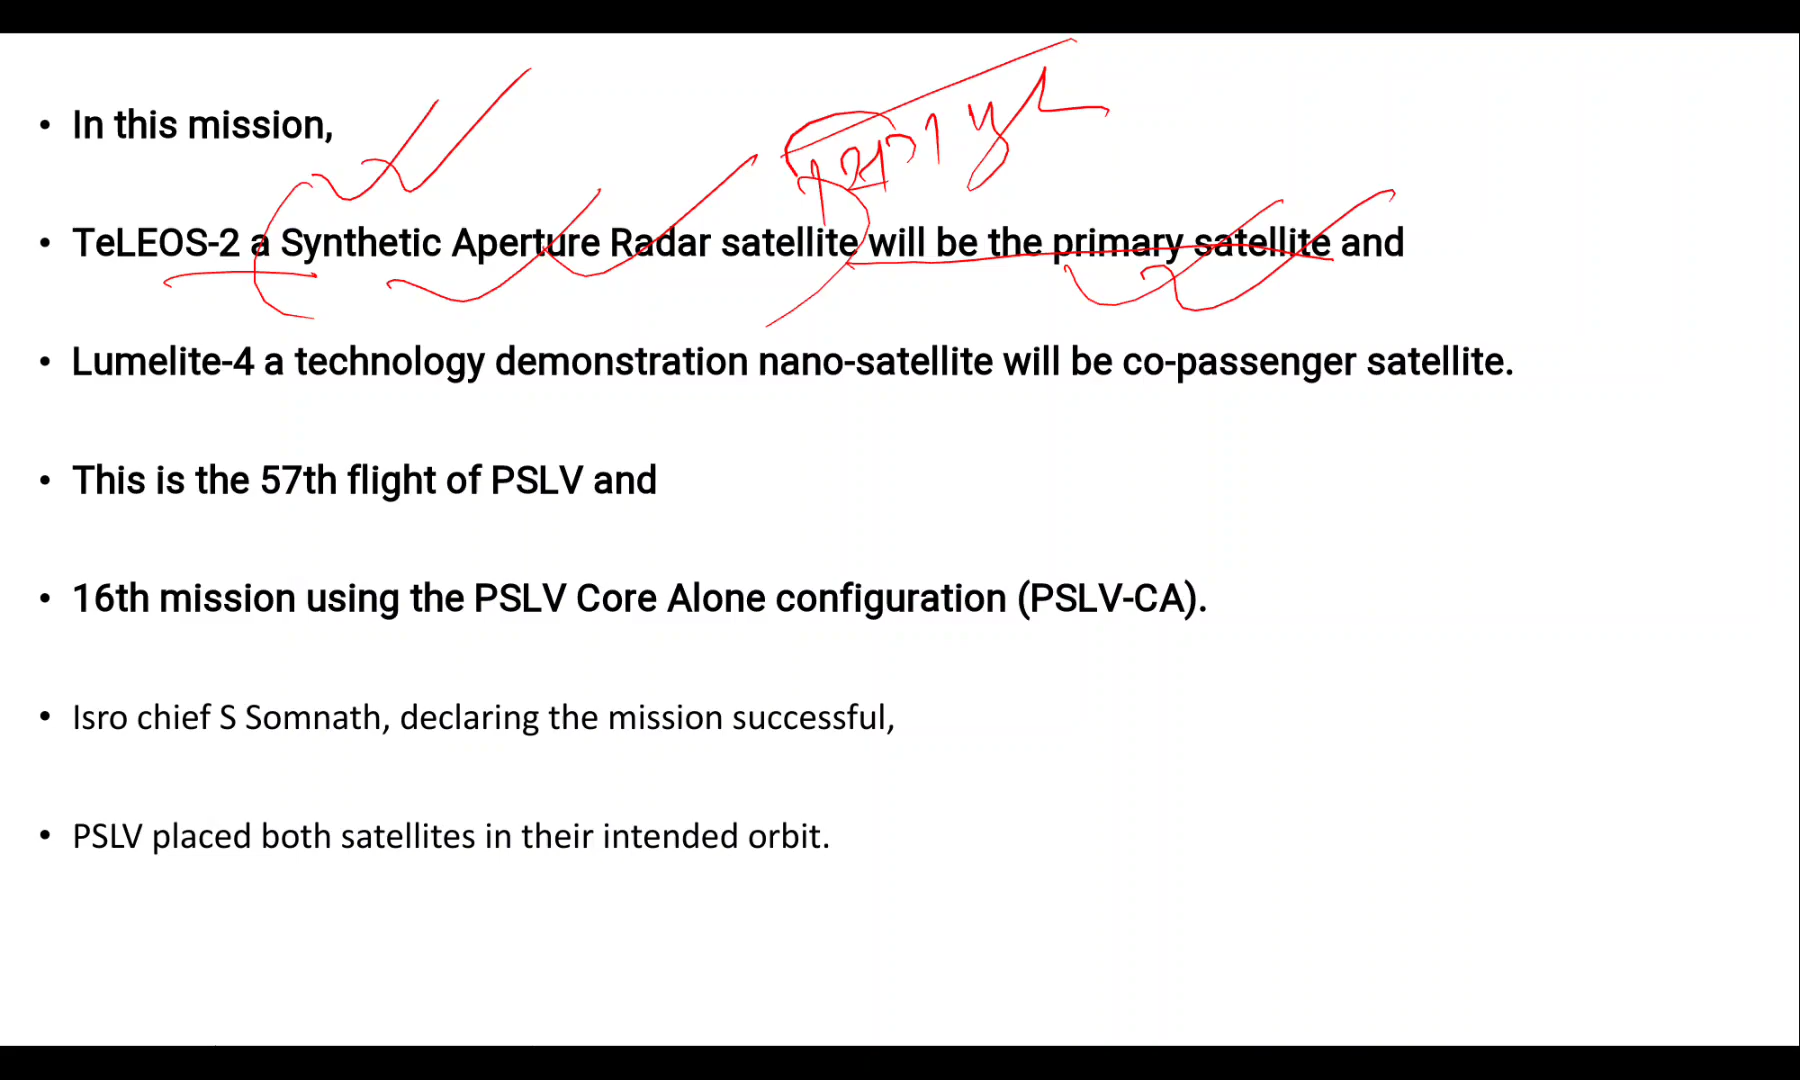 • In this mission,
• TeLEOS-2 a Synthetic Aperture Radar satellite will be the primary satellite and
• Lumelite-4 a technology demonstration nano-satellite will be co-passenger satellite.
• This is the 57th flight of PSLV and
• 16th mission using the PSLV Core Alone configuration (PSLV-CA).
• Isro chief S Somnath, declaring the mission successful,
• PSLV placed both satellites in their intended orbit.